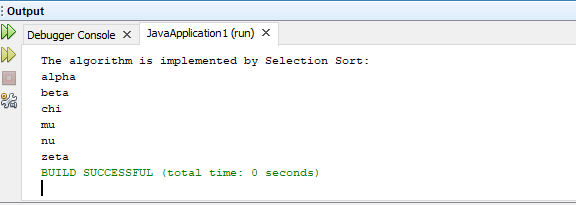 Output
Debugger Console × JavaApplication1 (run) ×
The algorithm is implemented by Selection Sort:
alpha
beta
chi
mu
nu
zeta
BUILD SUCCESSFUL (total time: 0 seconds)